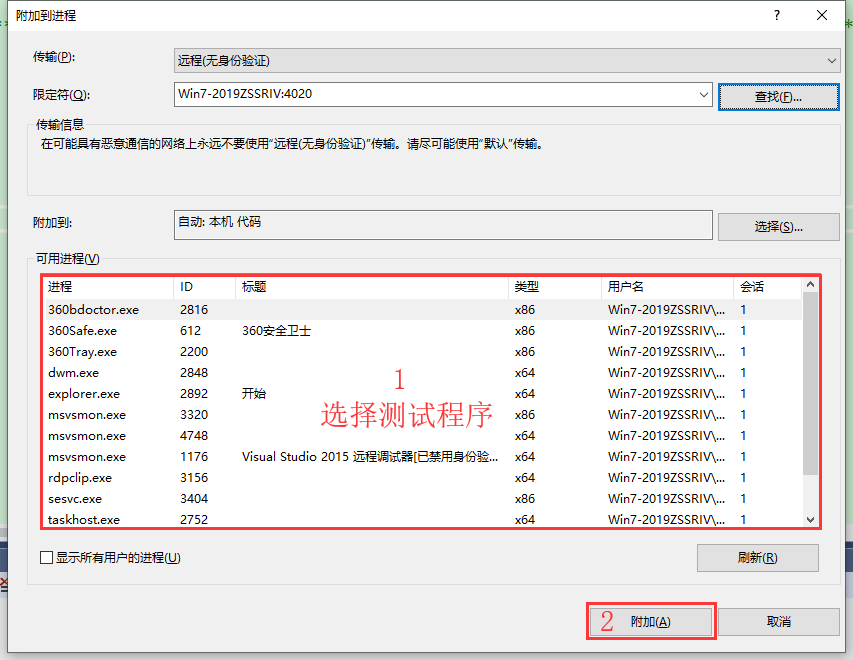 附加到进程
?
传输(P): 远程(无身份验证)
限定符(Q): Win7-2019ZSSRIV:4020 查找(F)...
传输信息
在可能具有恶意通信的网络上永远不要使用“远程(无身份验证)”传输。请尽可能使用“默认”传输。
附加到: 自动: 本机 代码 选择(S)...
可用进程(V)
进程 ID 标题 类型 用户名 会话
360bdoctor.exe 2816 x86 Win7-2019ZSSRIV\... 1
360Safe.exe 612 360安全卫士 x86 Win7-2019ZSSRIV\... 1
360Tray.exe 2200 x86 Win7-2019ZSSRIV\... 1
dwm.exe 2848 x64 Win7-2019ZSSRIV\... 1
explorer.exe 2892 开始 x64 Win7-2019ZSSRIV\... 1
msvsmon.exe 3320 x86 Win7-2019ZSSRIV\... 1
msvsmon.exe 4748 x64 Win7-2019ZSSRIV\... 1
msvsmon.exe 1176 Visual Studio 2015 远程调试器[已禁用身份验... x64 Win7-2019ZSSRIV\... 1
rdpclip.exe 3156 x64 Win7-2019ZSSRIV\... 1
sesvc.exe 3404 x86 Win7-2019ZSSRIV\... 1
taskhost.exe 2752 x64 Win7-2019ZSSRIV\... 1
1
选择测试程序
显示所有用户的进程(U) 刷新(R)
2 附加(A) 取消